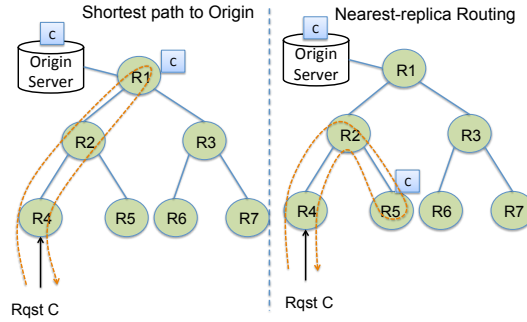 Shortest path to Origin
C
Origin
Server
C
R1
R2
R3
R4
R5
R6
R7
Rqst C
Nearest-replica Routing
C
Origin
Server
R1
R2
R3
C
R4
R5
R6
R7
Rqst C